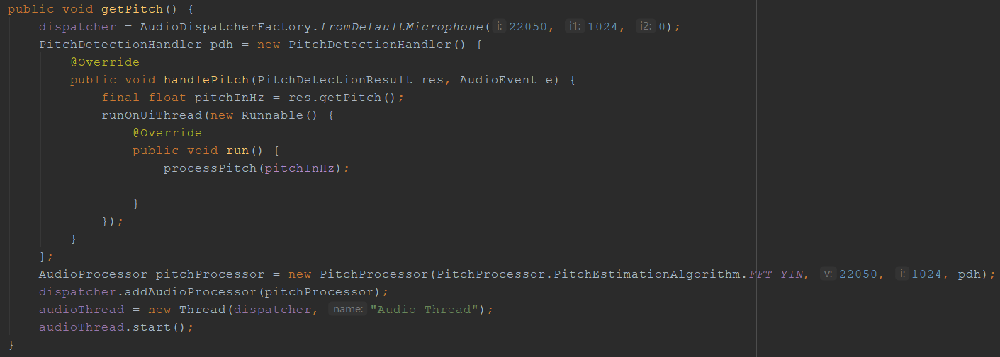 public void getPitch() {
    dispatcher = AudioDispatcherFactory.fromDefaultMicrophone( i: 22050, i1: 1024, i2: 0);
    PitchDetectionHandler pdh = new PitchDetectionHandler() {
        @Override
        public void handlePitch(PitchDetectionResult res, AudioEvent e) {
            final float pitchInHz = res.getPitch();
            runOnUiThread(new Runnable() {
                @Override
                public void run() {
                    processPitch(pitchInHz);
                }
            });
        }
    };
    AudioProcessor pitchProcessor = new PitchProcessor(PitchProcessor.PitchEstimationAlgorithm.FFT_YIN, v: 22050, i: 1024, pdh);
    dispatcher.addAudioProcessor(pitchProcessor);
    audioThread = new Thread(dispatcher, name: "Audio Thread");
    audioThread.start();
}